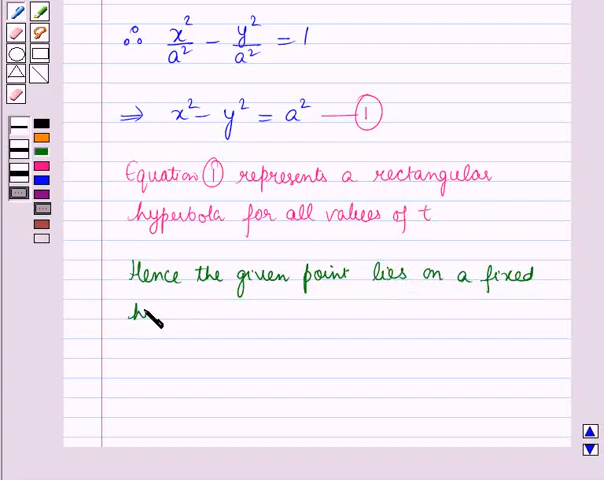 ∴ x²/a² - y²/a² = 1
⇒ x² - y² = a² — ①
Equation ① represents a rectangular
hyperbola for all values of t
Hence the given point lies on a fixed
h